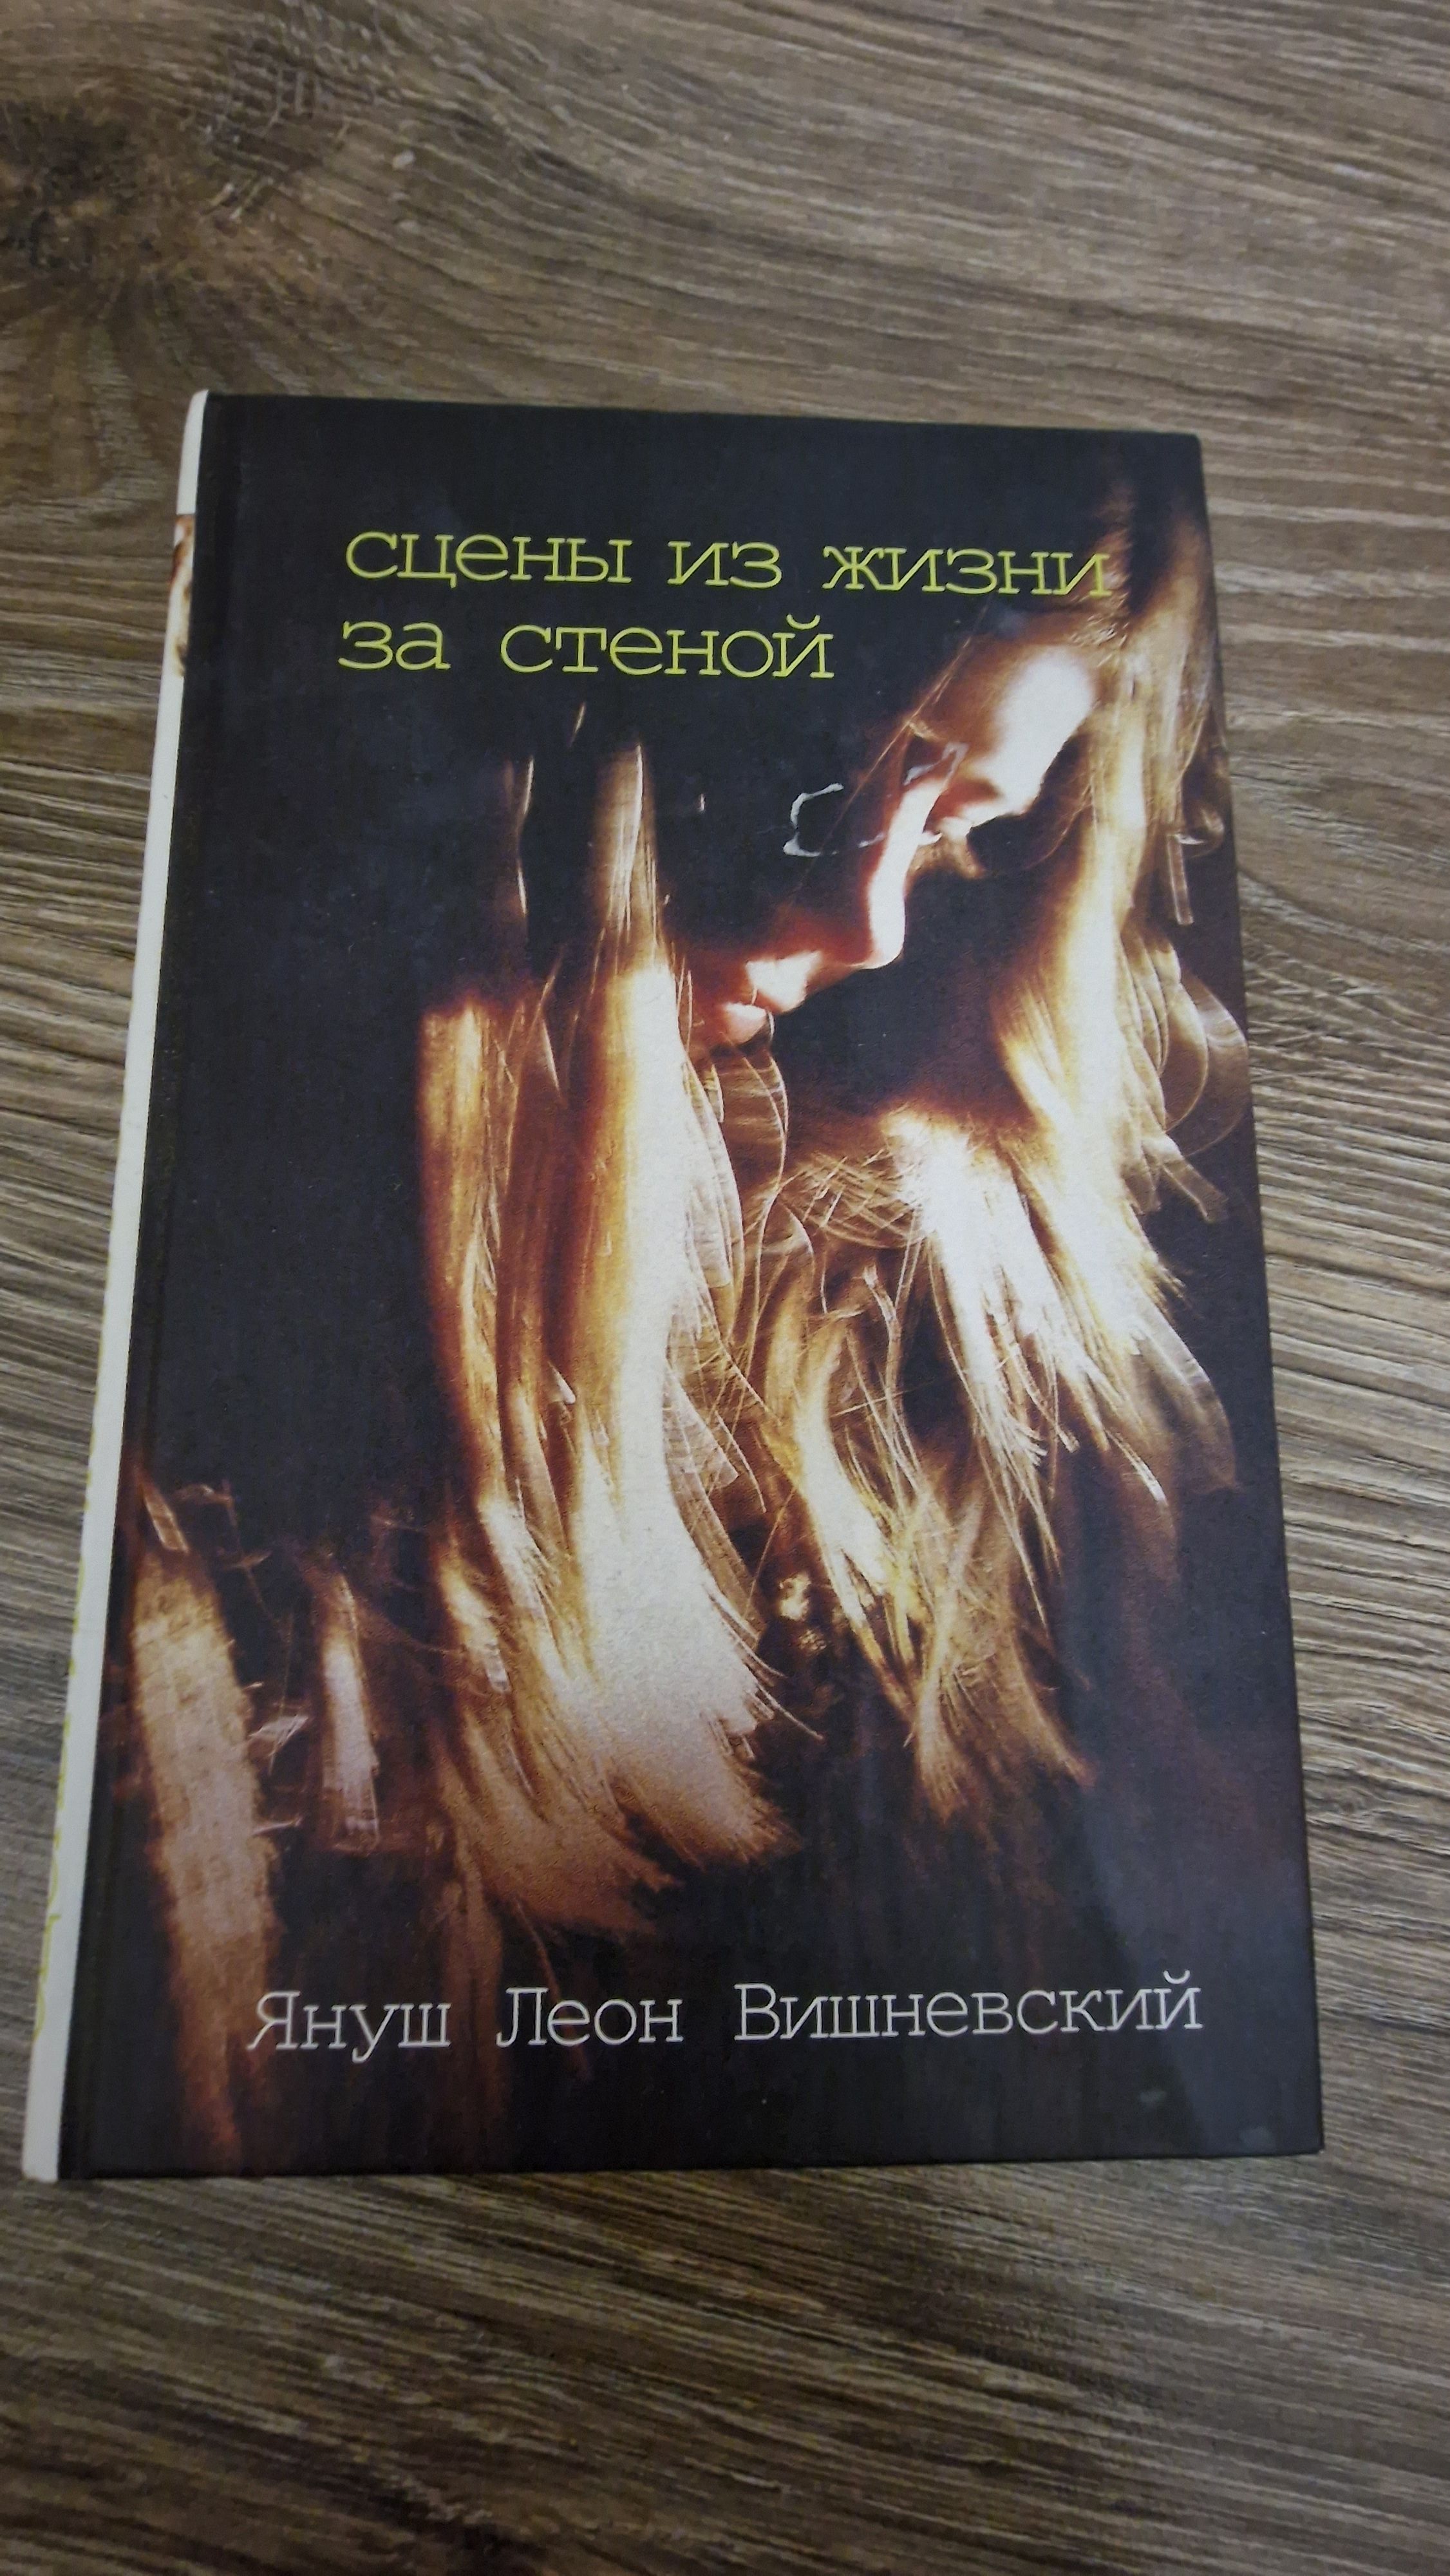 сцены из жизни
за стеной
Януш Леон Вишневский